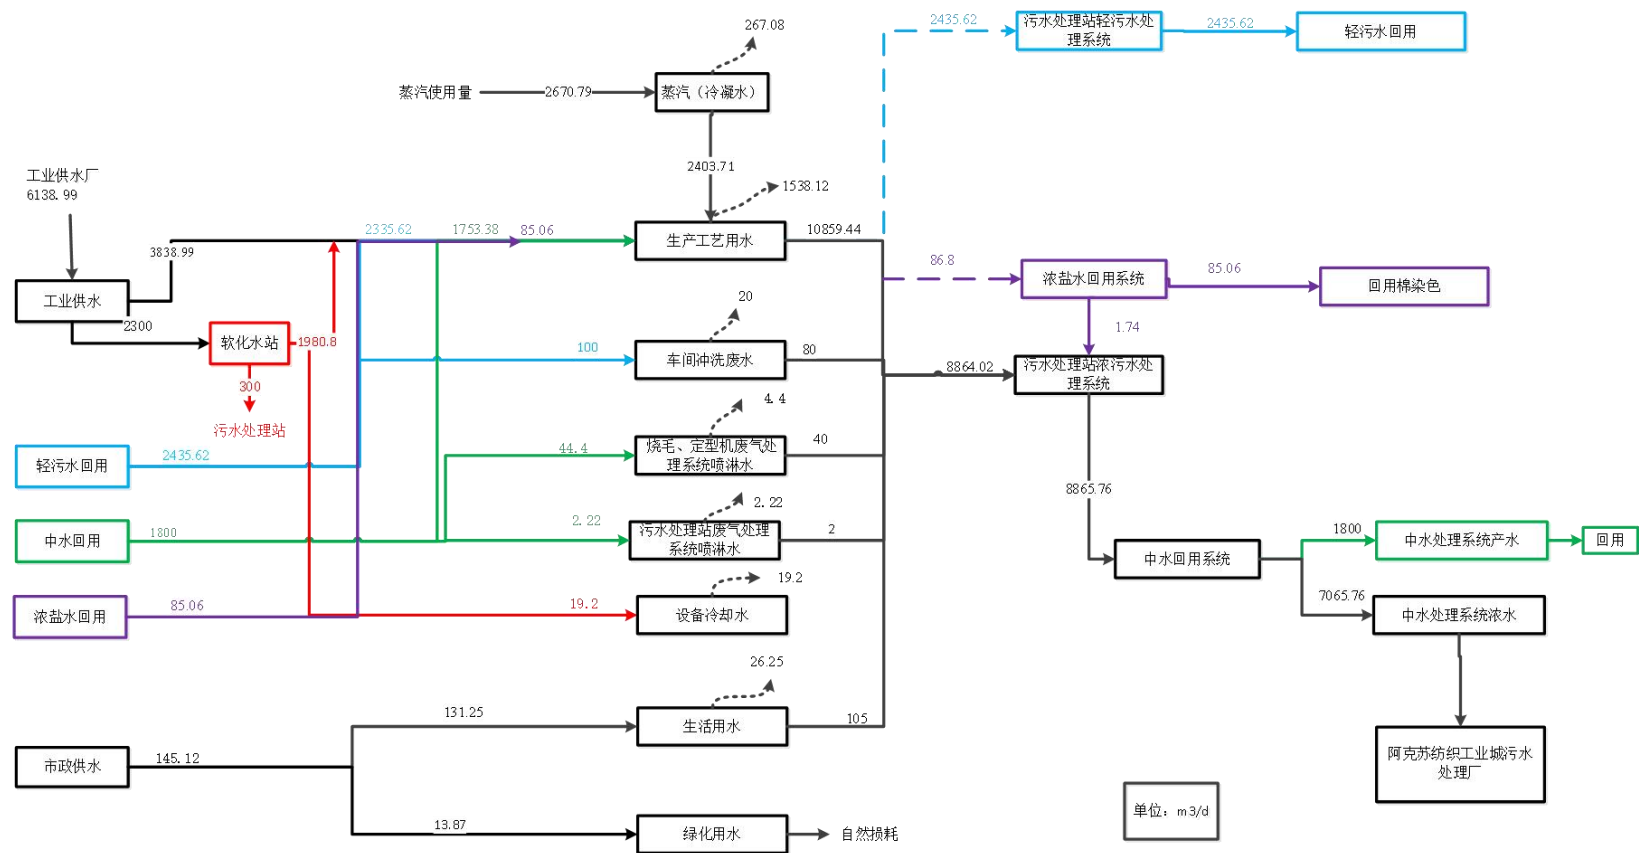 267.08
2435.62
污水处理站轻污水处
理系统
2435.62
轻污水回用
蒸汽使用量
2670.79
蒸汽（冷凝水）
2403.71
工业供水厂
6138.99
1538.12
3838.99
2335.62
1753.38
85.06
生产工艺用水
10859.44
工业供水
2300
86.8
浓盐水回用系统
85.06
回用棉染色
1.74
软化水站
1980.8
300
污水处理站
20
100
车间冲洗废水
80
8864.02
污水处理站浓污水处
理系统
4.4
44.4
烧毛、定型机废气处
理系统喷淋水
40
轻污水回用
2435.62
8865.76
2.22
2.22
污水处理站废气处理
系统喷淋水
2
中水回用
1800
中水回用系统
1800
中水处理系统产水
回用
19.2
19.2
设备冷却水
浓盐水回用
85.06
7065.76
中水处理系统浓水
26.25
131.25
生活用水
105
市政供水
145.12
阿克苏纺织工业城污水
处理厂
13.87
绿化用水
自然损耗
单位：m3/d